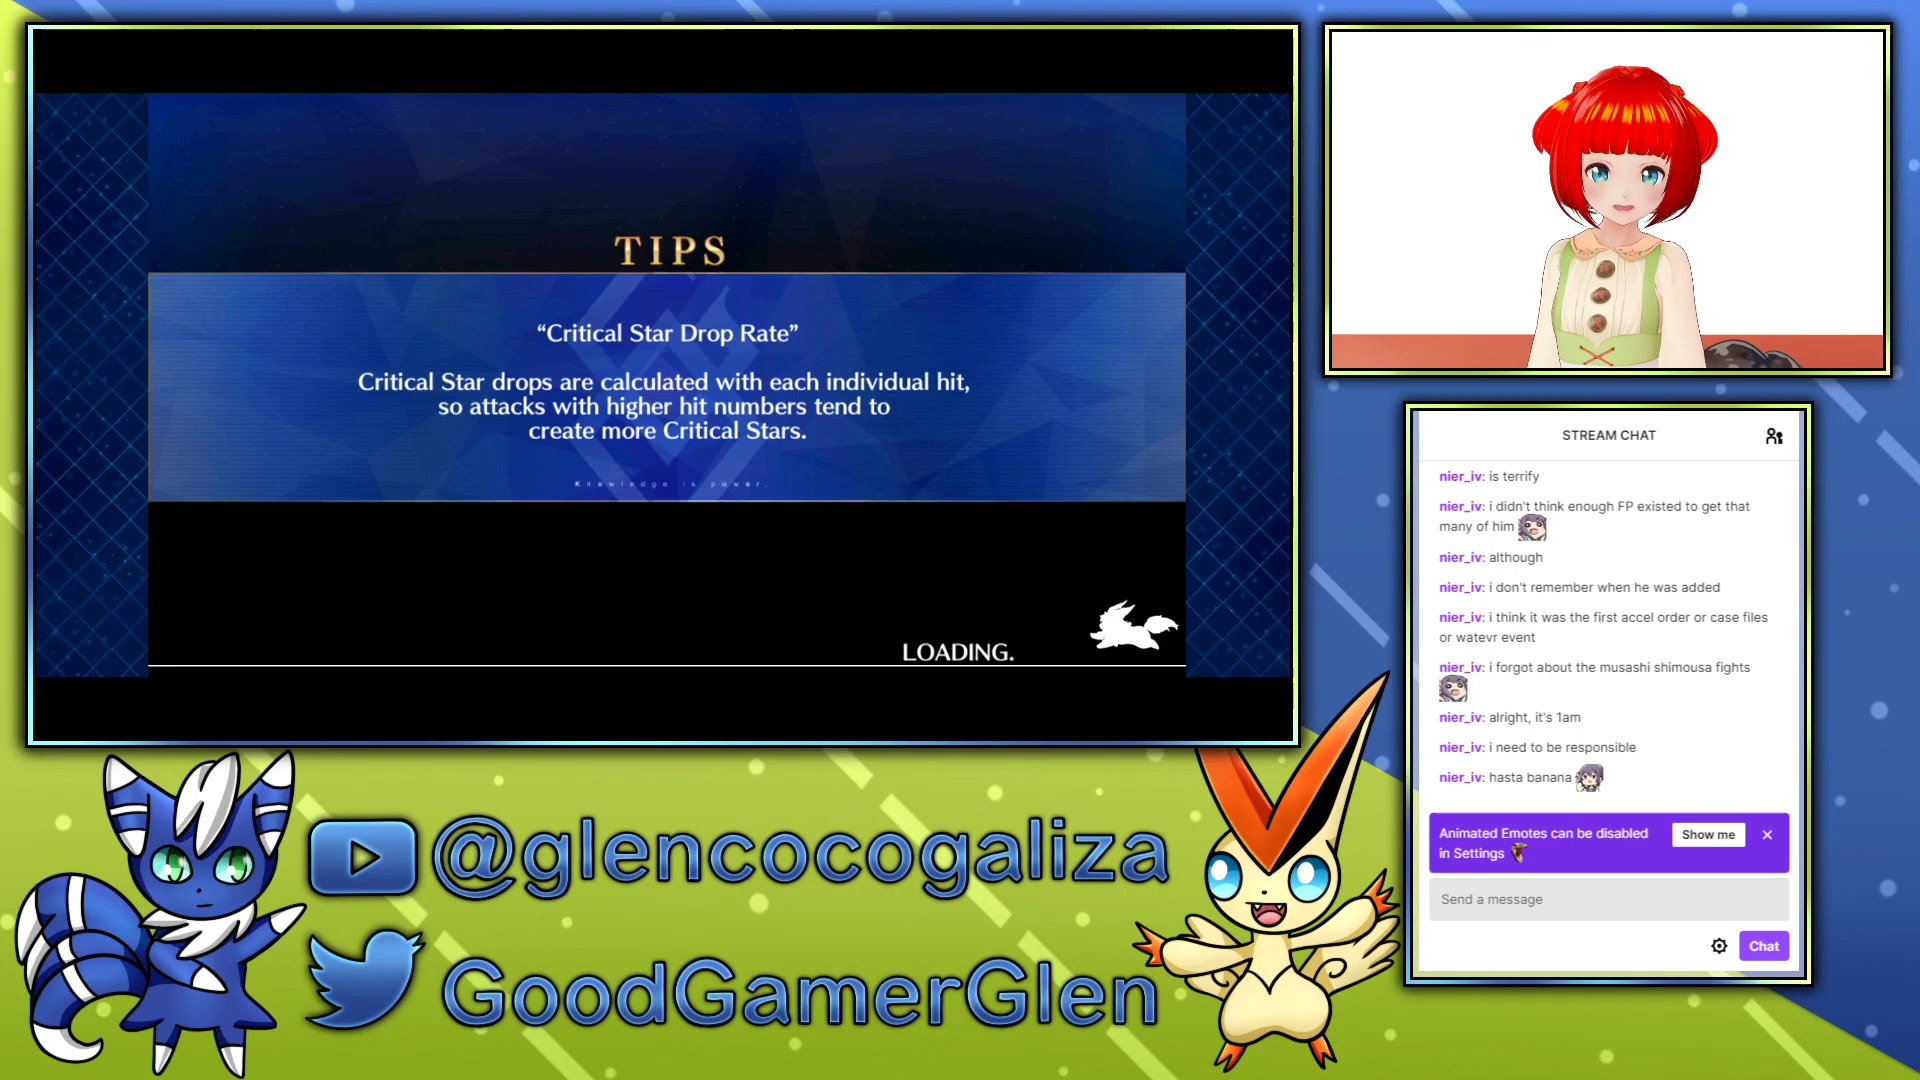 TIPS
“Critical Star Drop Rate”
Critical Star drops are calculated with each individual hit,
so attacks with higher hit numbers tend to
create more Critical Stars.
Knowledge is power.
LOADING.
STREAM CHAT
nier_iv: is terrify
nier_iv: i didn't think enough FP existed to get that
many of him
nier_iv: although
nier_iv: i don't remember when he was added
nier_iv: i think it was the first accel order or case files
or watevr event
nier_iv: i forgot about the musashi shimousa fights
nier_iv: alright, it's 1am
nier_iv: i need to be responsible
nier_iv: hasta banana
Animated Emotes can be disabled
in Settings
Show me
Send a message
Chat
@glencocogaliza
GoodGamerGlen